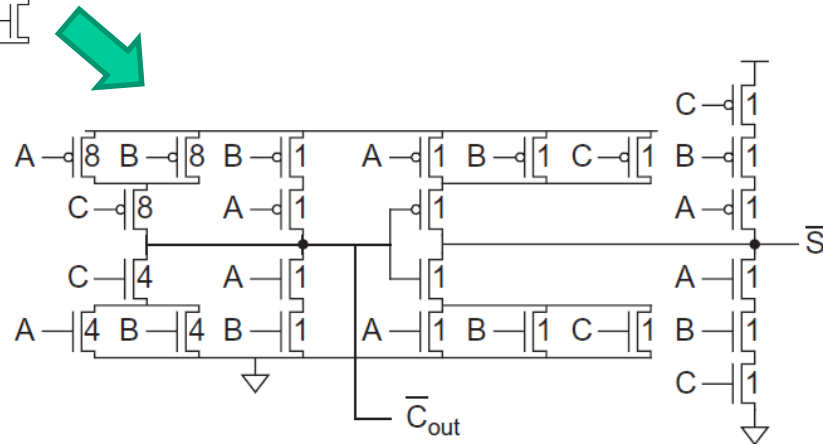 C 1
A 8 B 8 B 1 A 1 B 1 C 1 B 1
C 8 A 1 1 A 1
S̅
C 4 A 1 1 A 1
A 4 B 4 B 1 A 1 B 1 C 1 B 1
C 1
C̅out